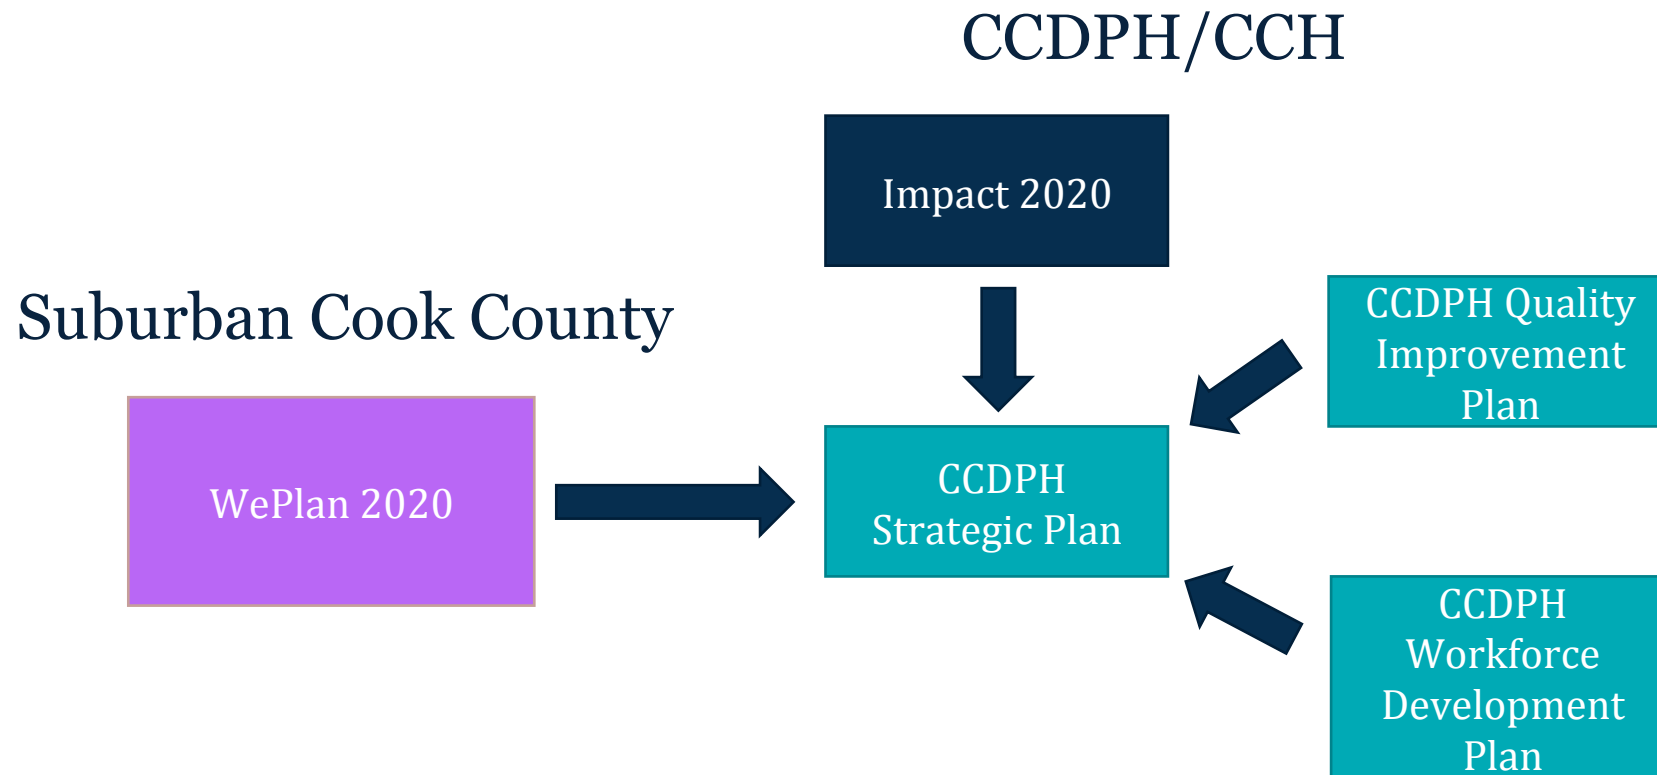 CCDPH/CCH
Impact 2020
Suburban Cook County
WePlan 2020
CCDPH
Strategic Plan
CCDPH Quality
Improvement
Plan
CCDPH
Workforce
Development
Plan